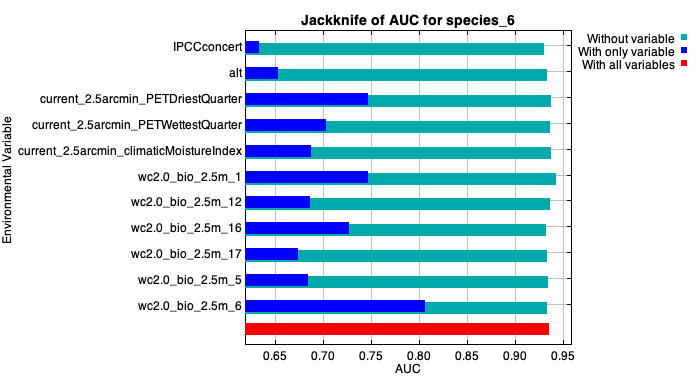 Jackknife of AUC for species_6
Without variable
With only variable
With all variables
Environmental Variable
IPCCconcert
alt
current_2.5arcmin_PETDriestQuarter
current_2.5arcmin_PETWettestQuarter
current_2.5arcmin_climaticMoistureIndex
wc2.0_bio_2.5m_1
wc2.0_bio_2.5m_12
wc2.0_bio_2.5m_16
wc2.0_bio_2.5m_17
wc2.0_bio_2.5m_5
wc2.0_bio_2.5m_6
0.65 0.70 0.75 0.80 0.85 0.90 0.95
AUC